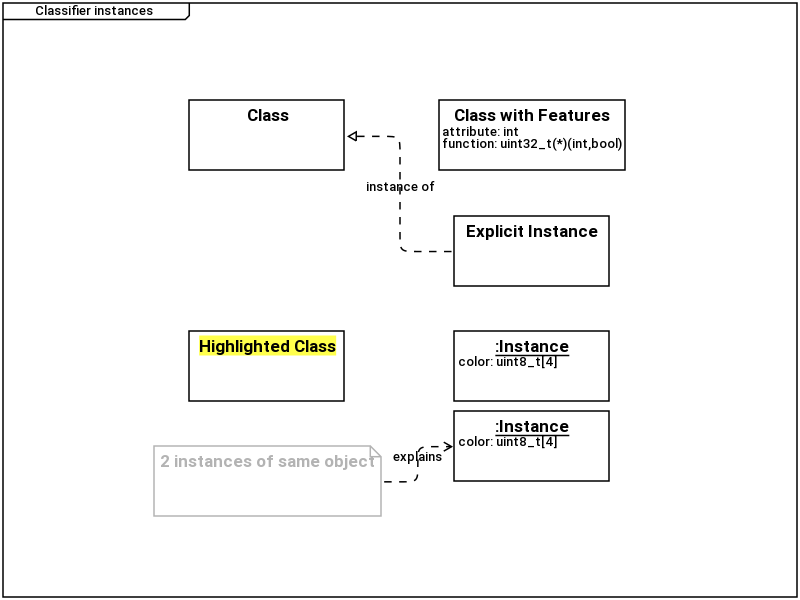 Classifier instances
Class
Class with Features
attribute: int
function: uint32_t(*)(int,bool)
instance of
Explicit Instance
Highlighted Class
:Instance
color: uint8_t[4]
:Instance
color: uint8_t[4]
explains
2 instances of same object